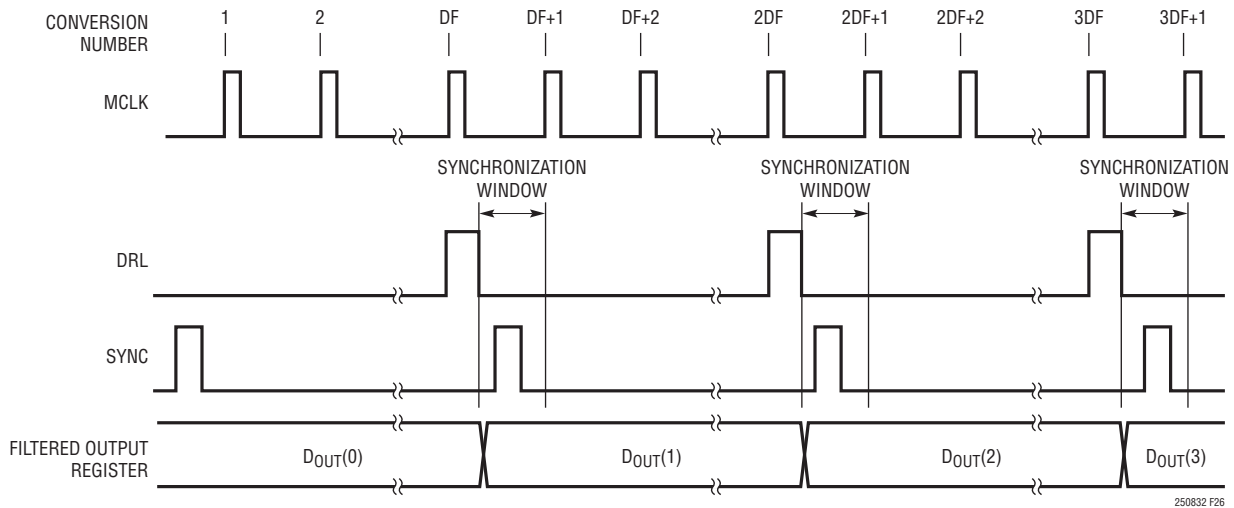 CONVERSION
NUMBER
1 2 DF DF+1 DF+2 2DF 2DF+1 2DF+2 3DF 3DF+1
MCLK
SYNCHRONIZATION
WINDOW
SYNCHRONIZATION
WINDOW
SYNCHRONIZATION
WINDOW
DRL
SYNC
FILTERED OUTPUT
REGISTER
DOUT(0) DOUT(1) DOUT(2) DOUT(3)
250832 F26